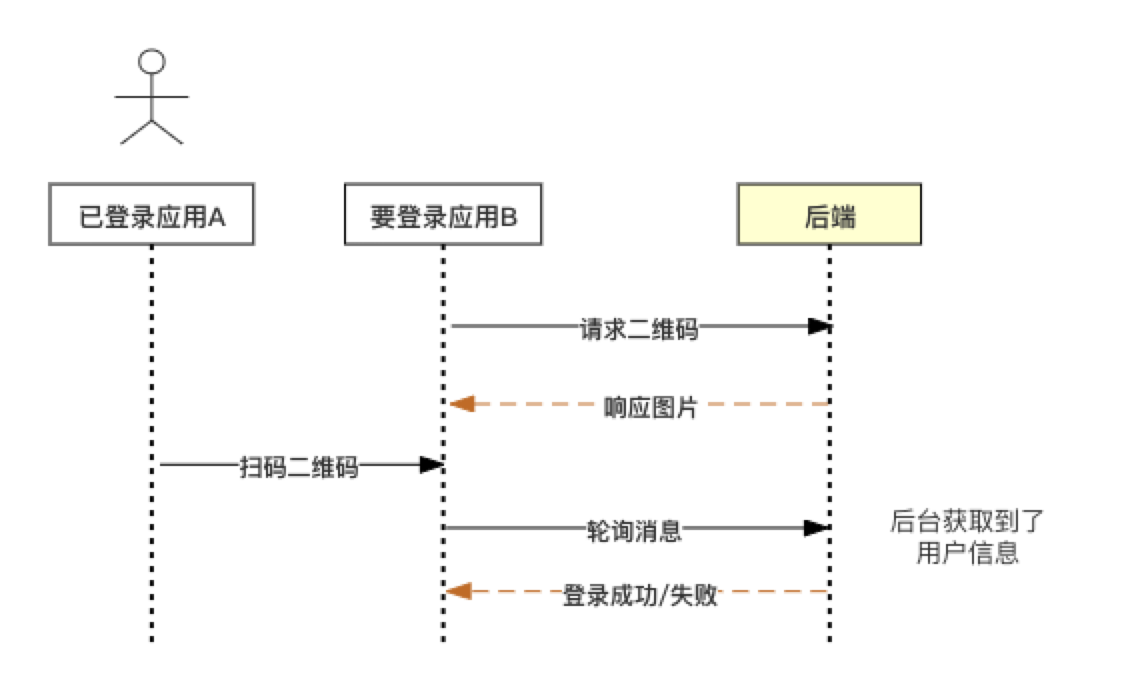 已登录应用A
要登录应用B
后端
请求二维码
响应图片
扫码二维码
轮询消息
后台获取到了
用户信息
登录成功/失败